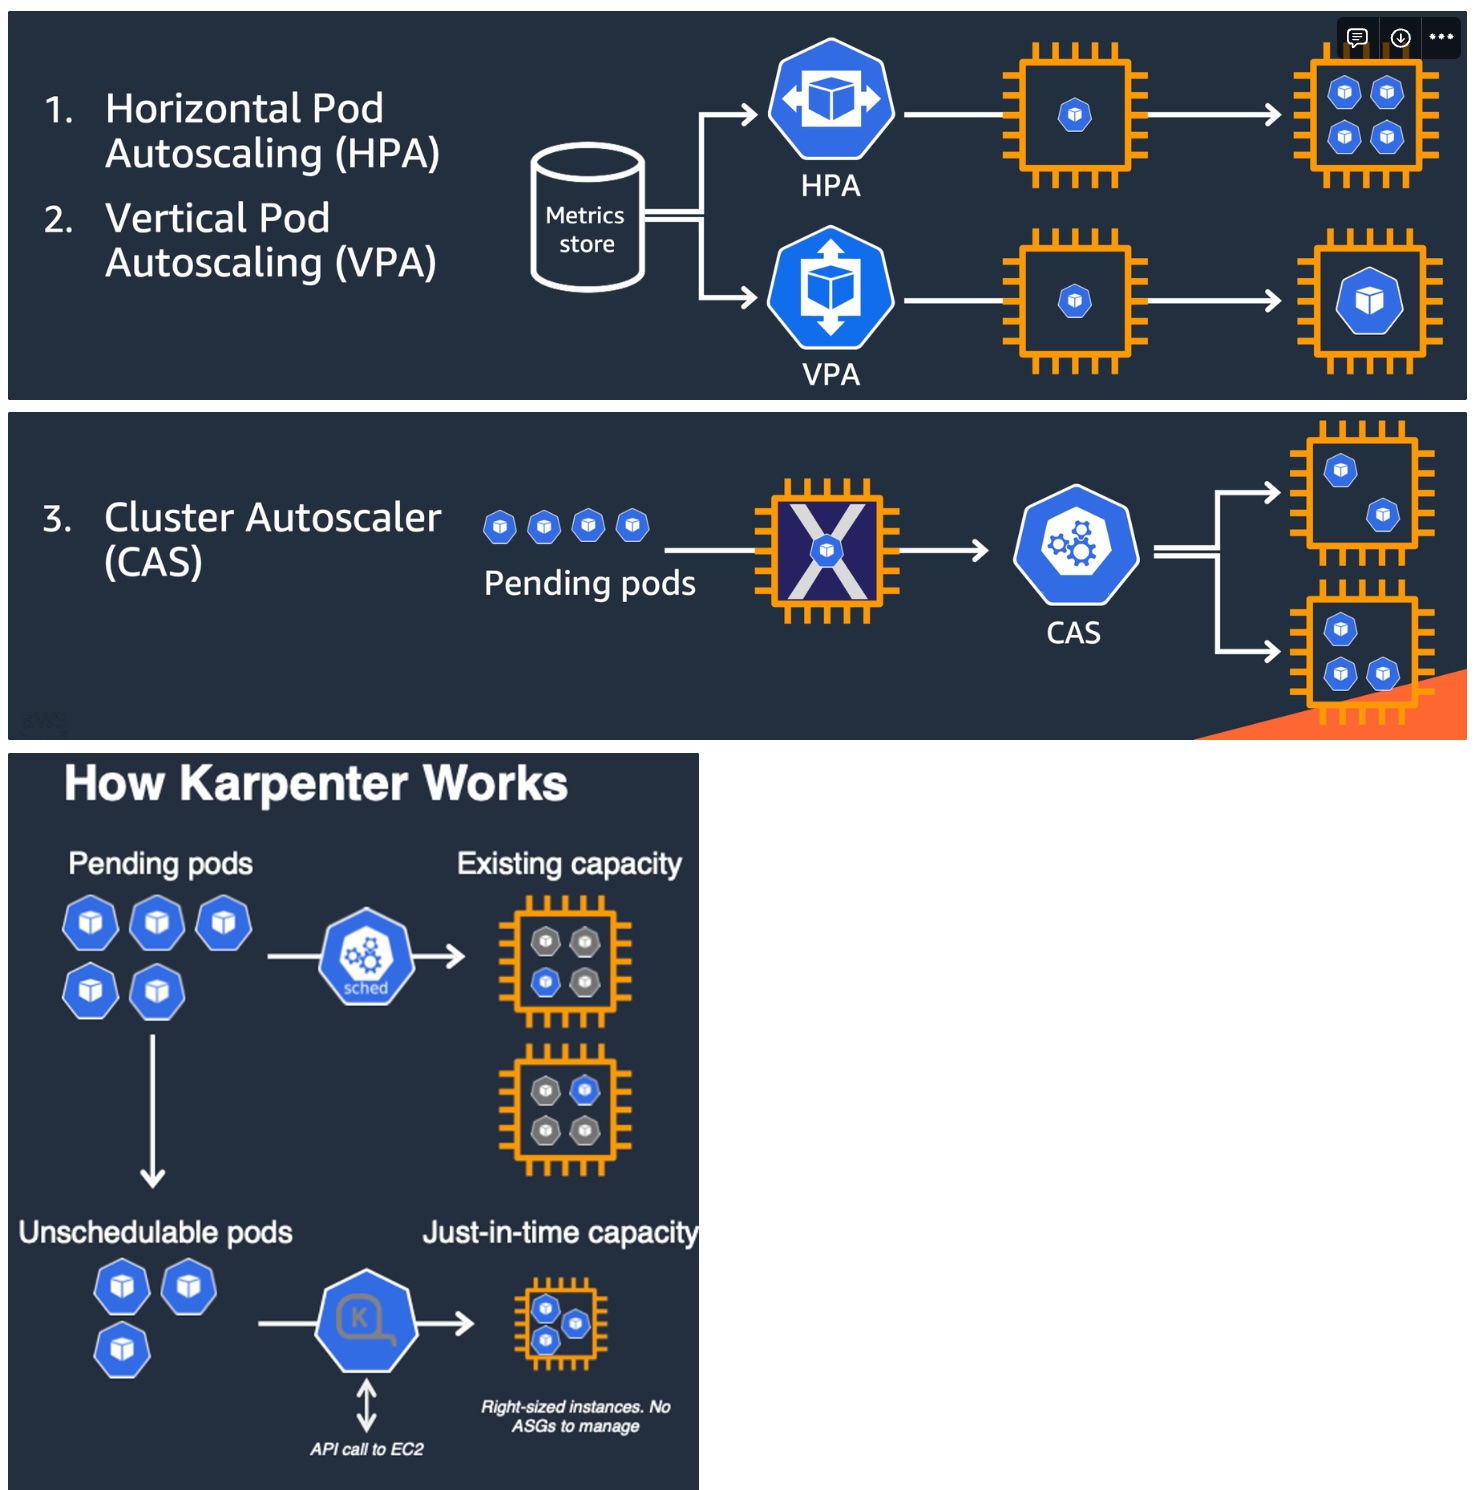 1. Horizontal Pod
Autoscaling (HPA)
2. Vertical Pod
Autoscaling (VPA)
Metrics
store
HPA
VPA
3. Cluster Autoscaler
(CAS)
Pending pods
CAS
aws
How Karpenter Works
Pending pods
Existing capacity
sched
Unschedulable pods
Just-in-time capacity
K
Right-sized instances. No
ASGs to manage
API call to EC2